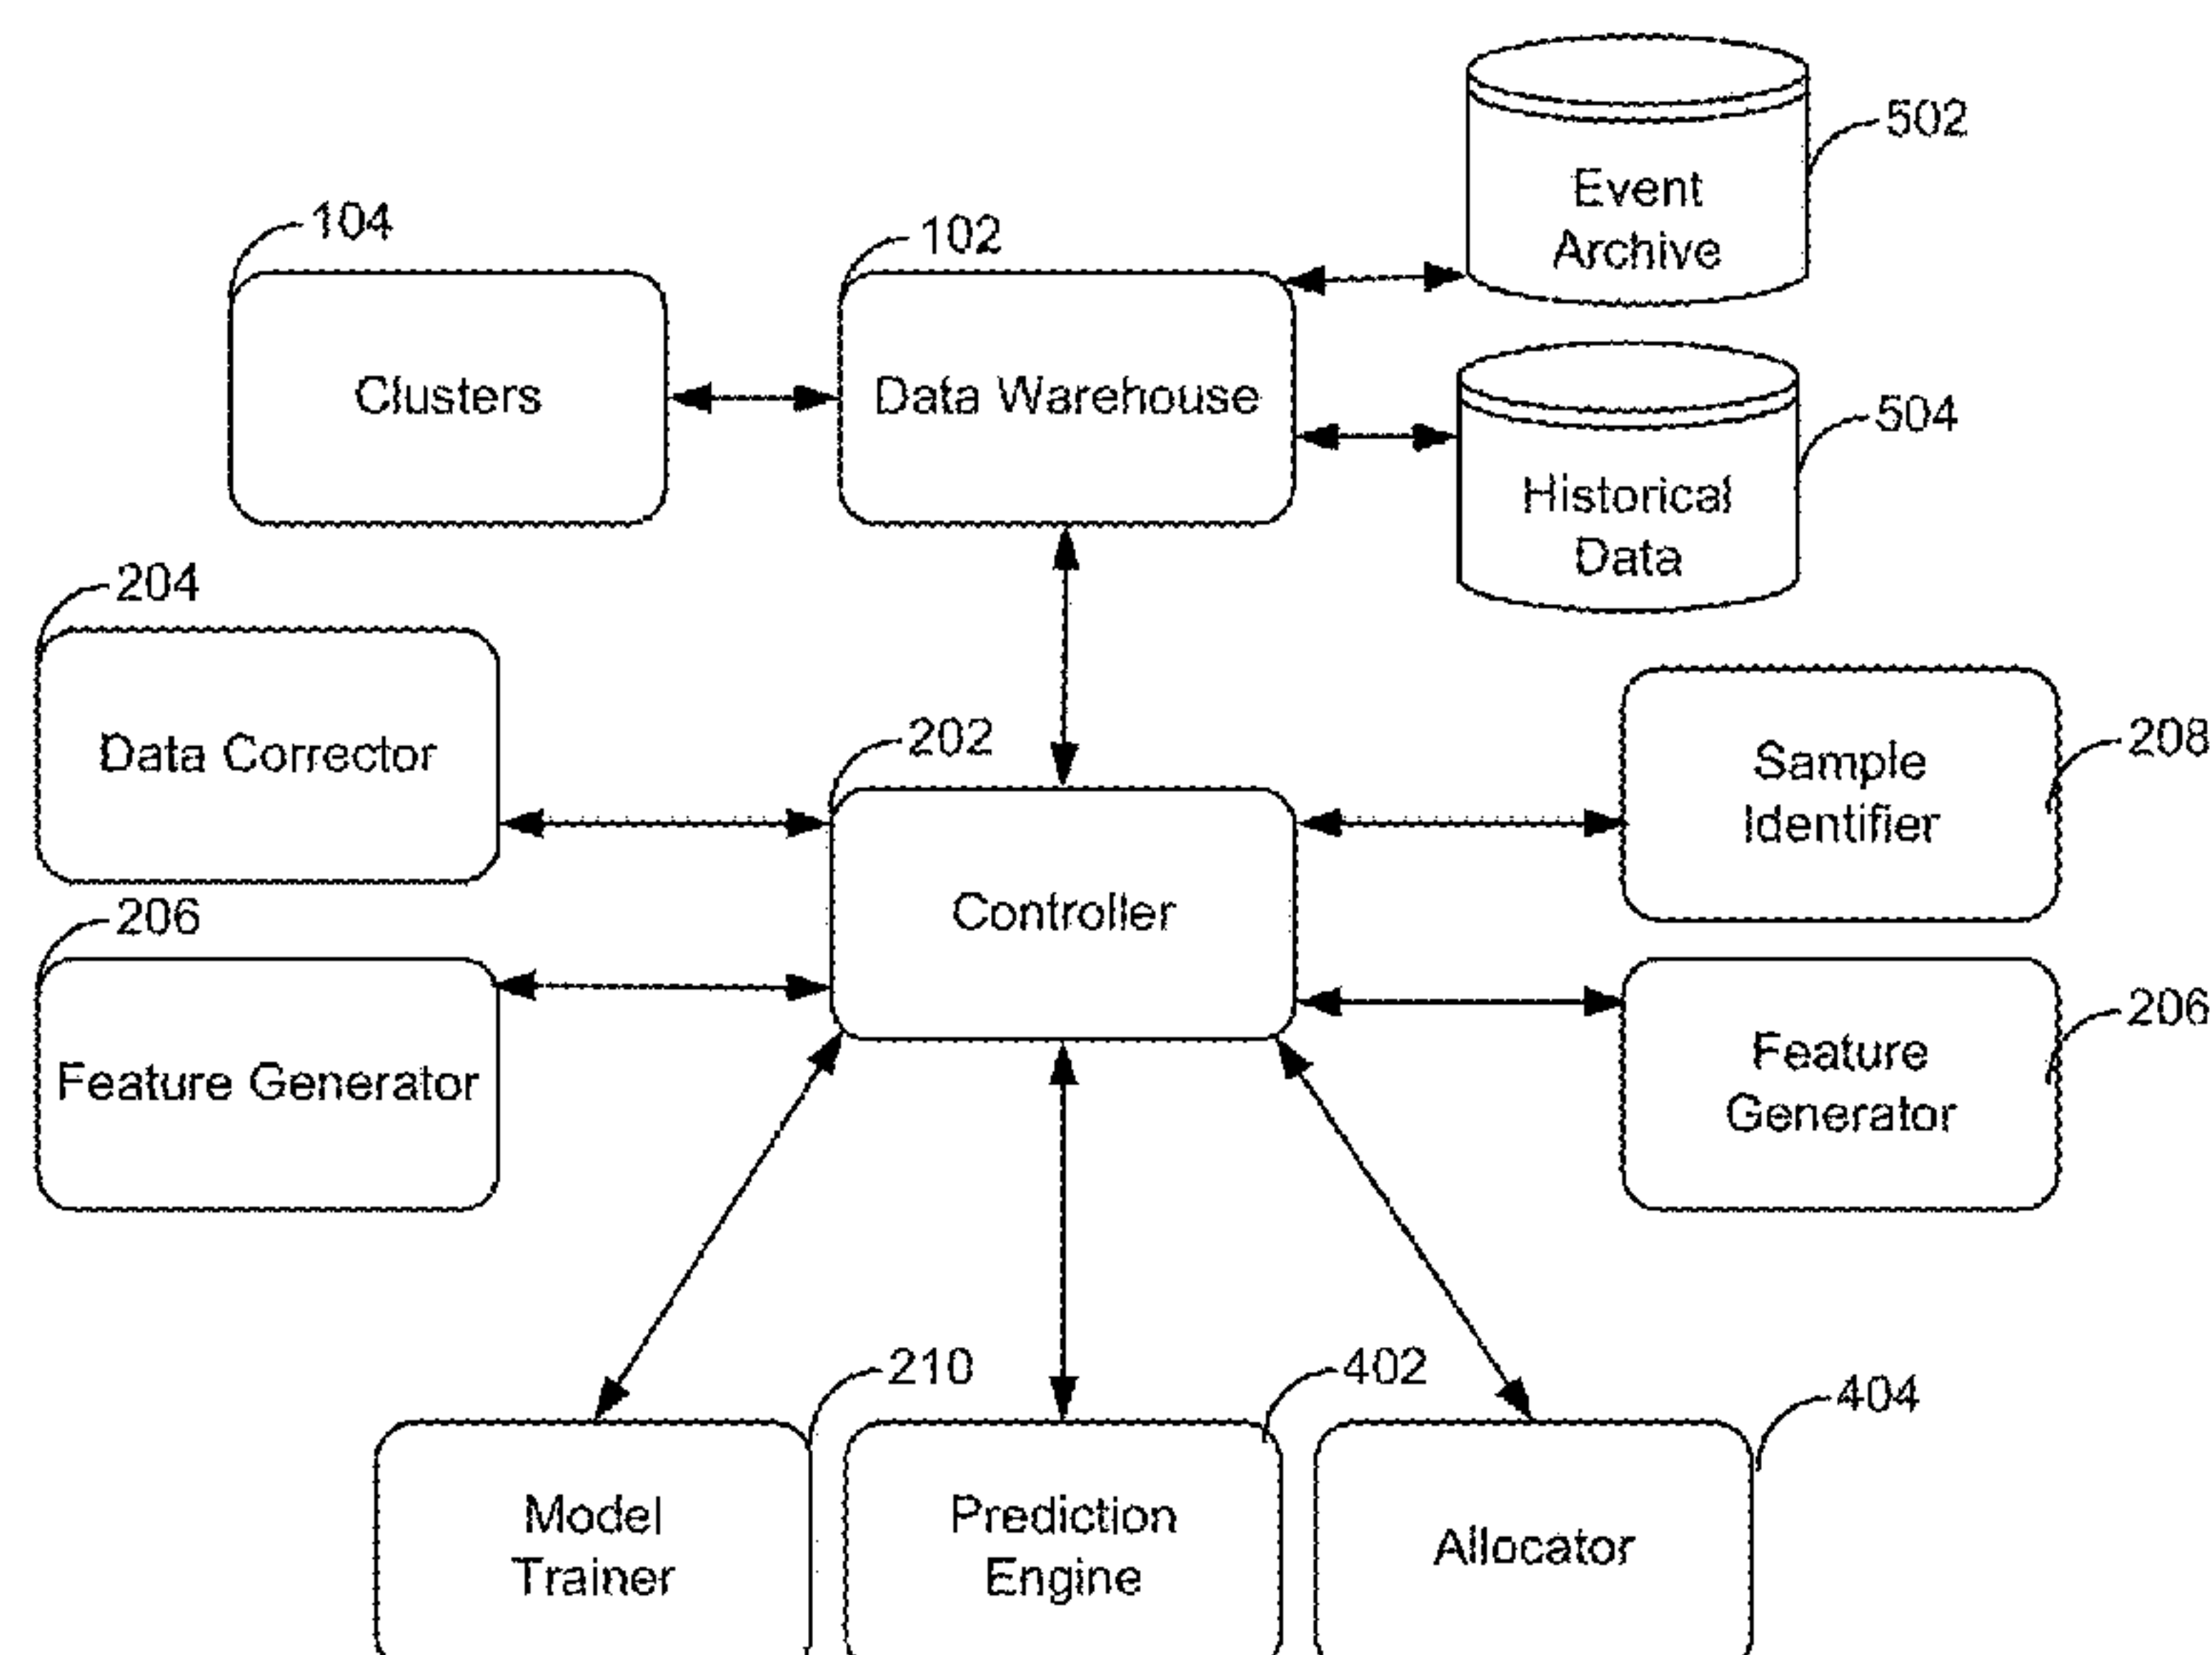 502
Event
Archive
104
102
Clusters
Data Warehouse
504
Historical
Data
204
Data Corrector
202
208
Sample
Identifier
Controller
206
Feature Generator
206
Feature
Generator
210
402
404
Model
Trainer
Prediction
Engine
Allocator